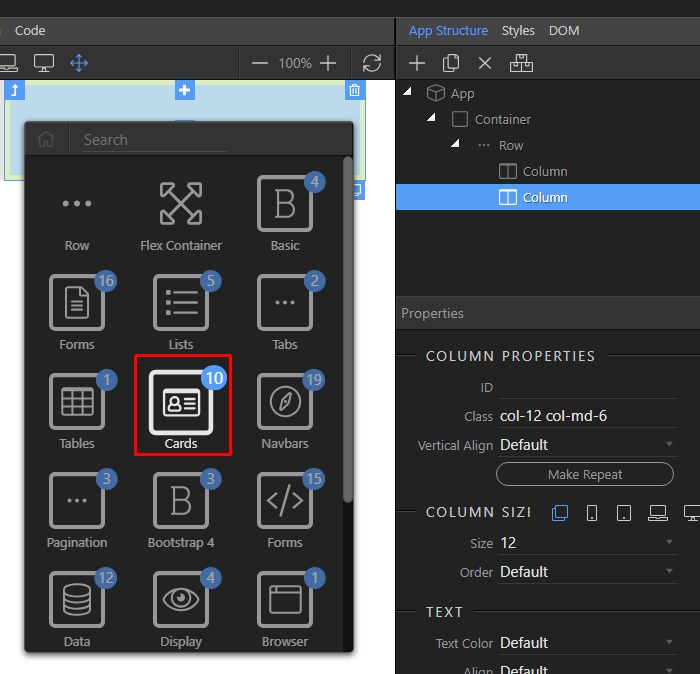 Code
App Structure Styles DOM
100%
App
Container
Row
Column
Column
Search
4
Row Flex Container Basic
16 5 2
Forms Lists Tabs
1 10 19
Tables Cards Navbars
3 3 15
Pagination Bootstrap 4 Forms
12 4 1
Data Display Browser
Properties
COLUMN PROPERTIES
ID
Class col-12 col-md-6
Vertical Align Default
Make Repeat
COLUMN SIZI
Size 12
Order Default
TEXT
Text Color Default
Align Default